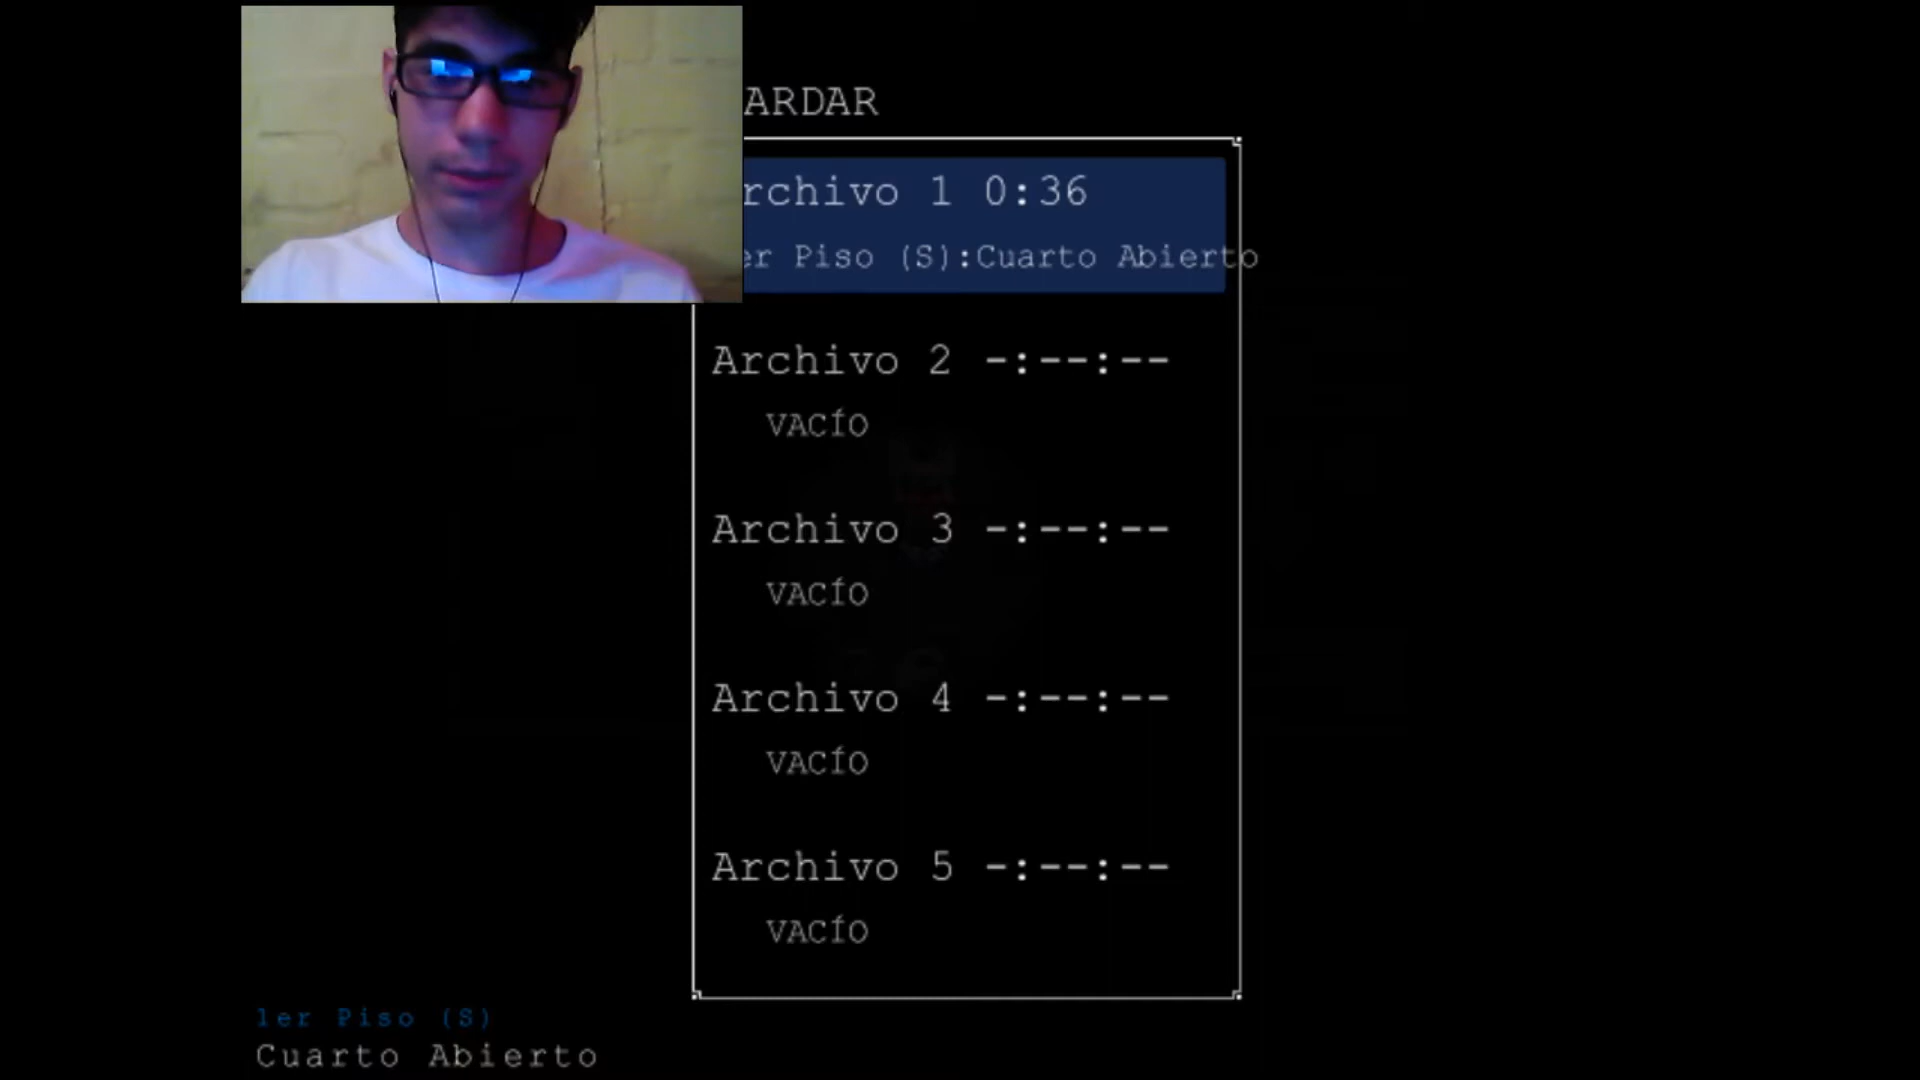 ARDAR
rchivo 1 0:36
er Piso (S):Cuarto Abierto
Archivo 2 -:--:--
VACÍO
Archivo 3 -:--:--
VACÍO
Archivo 4 -:--:--
VACÍO
Archivo 5 -:--:--
VACÍO
1er Piso (S)
Cuarto Abierto